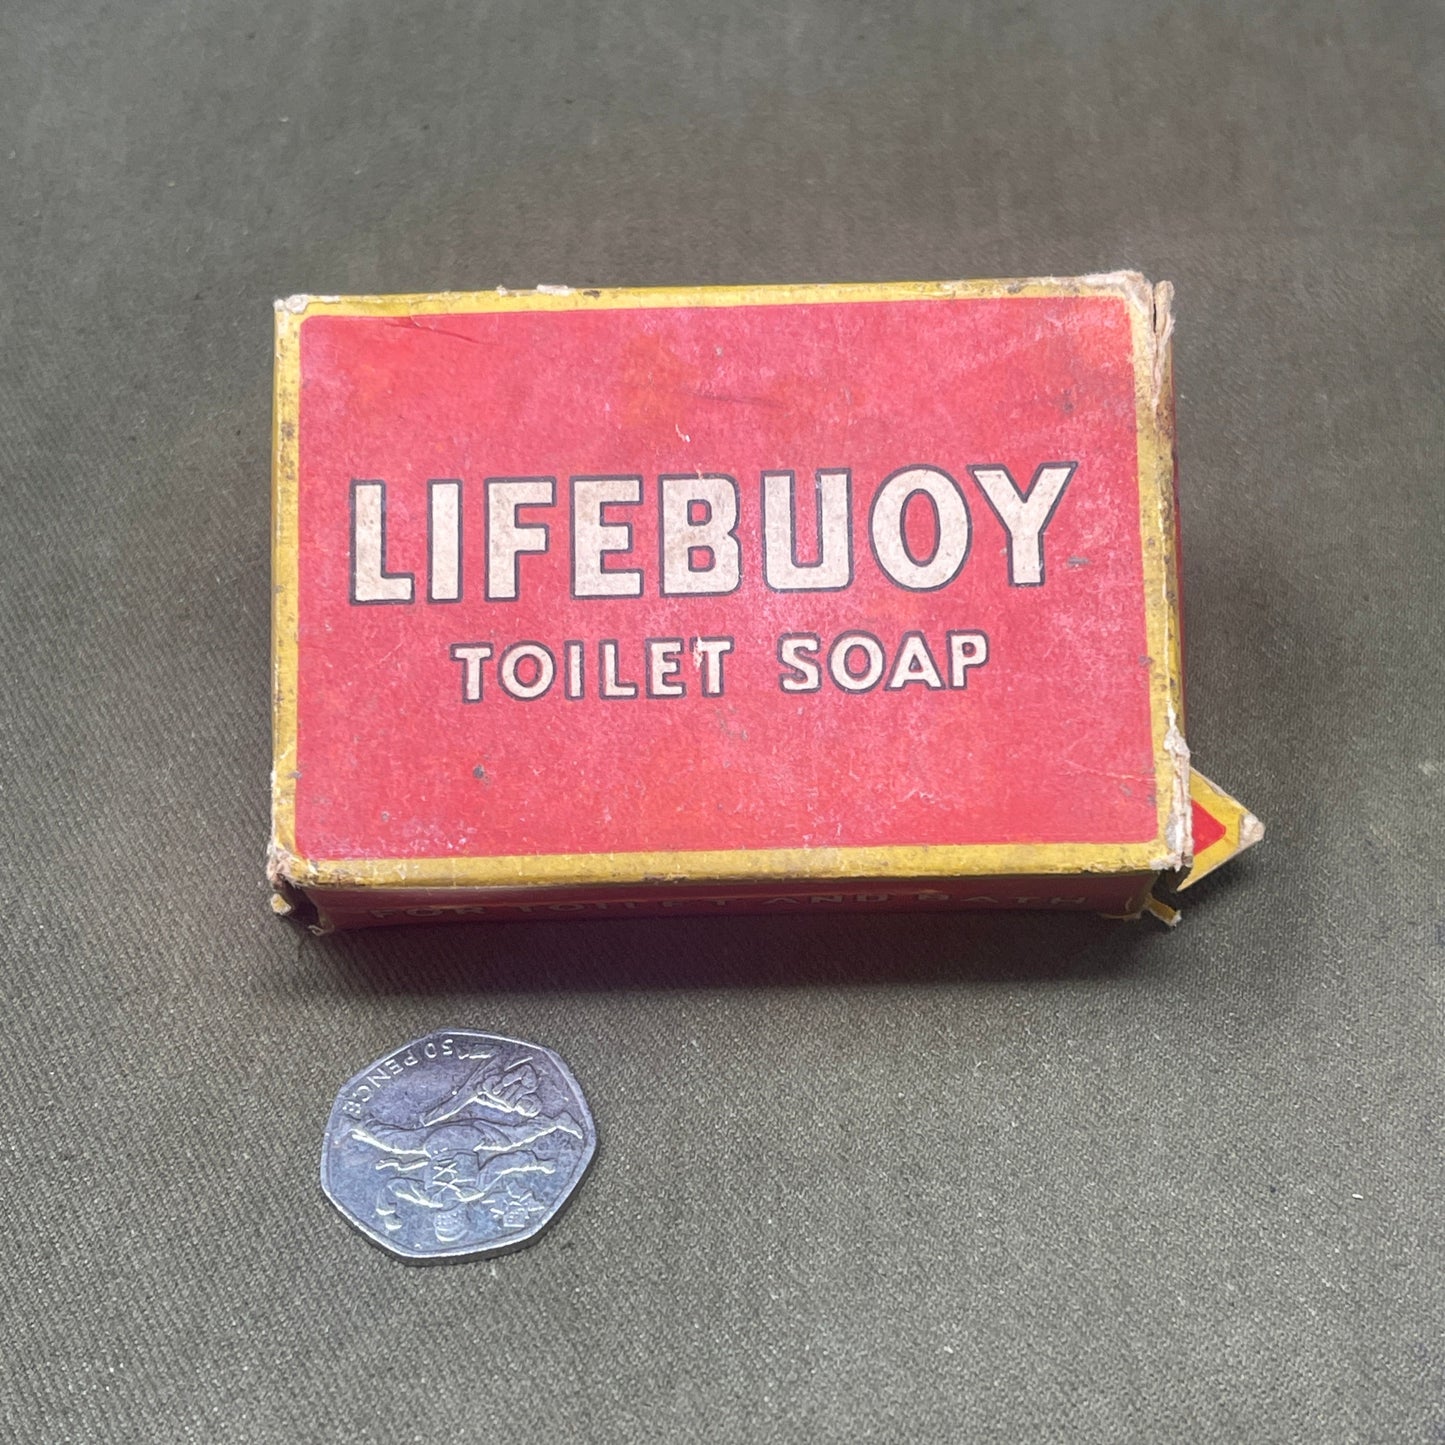 LIFEBUOY
TOILET SOAP
FOR TOILET AND BATH
50 PENCE